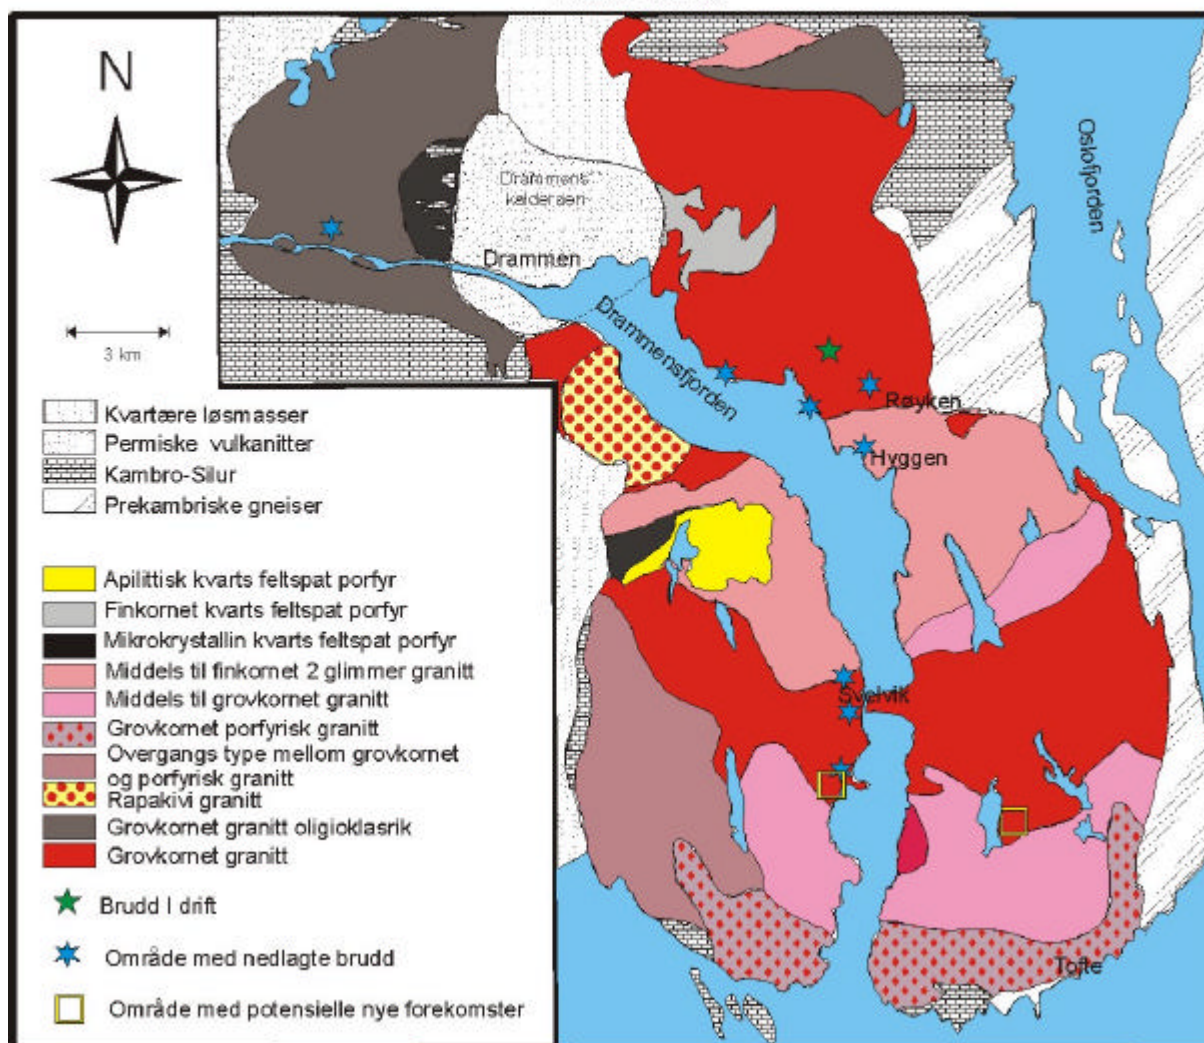 N
3 km
Drammens
kalderaen
Drammen
Drammensfjorden
Oslofjorden
Røyken
Hyggen
Svelvik
Tofte
Kvartære løsmasser
Permiske vulkanitter
Kambro-Silur
Prekambriske gneiser
Apilittisk kvarts feltspat porfyr
Finkornet kvarts feltspat porfyr
Mikrokrystallin kvarts feltspat porfyr
Middels til finkornet 2 glimmer granitt
Middels til grovkornet granitt
Grovkornet porfyrisk granitt
Overgangs type mellom grovkornet
og porfyrisk granitt
Rapakivi granitt
Grovkornet granitt oligioklasrik
Grovkornet granitt
Brudd I drift
Område med nedlagte brudd
Område med potensielle nye forekomster